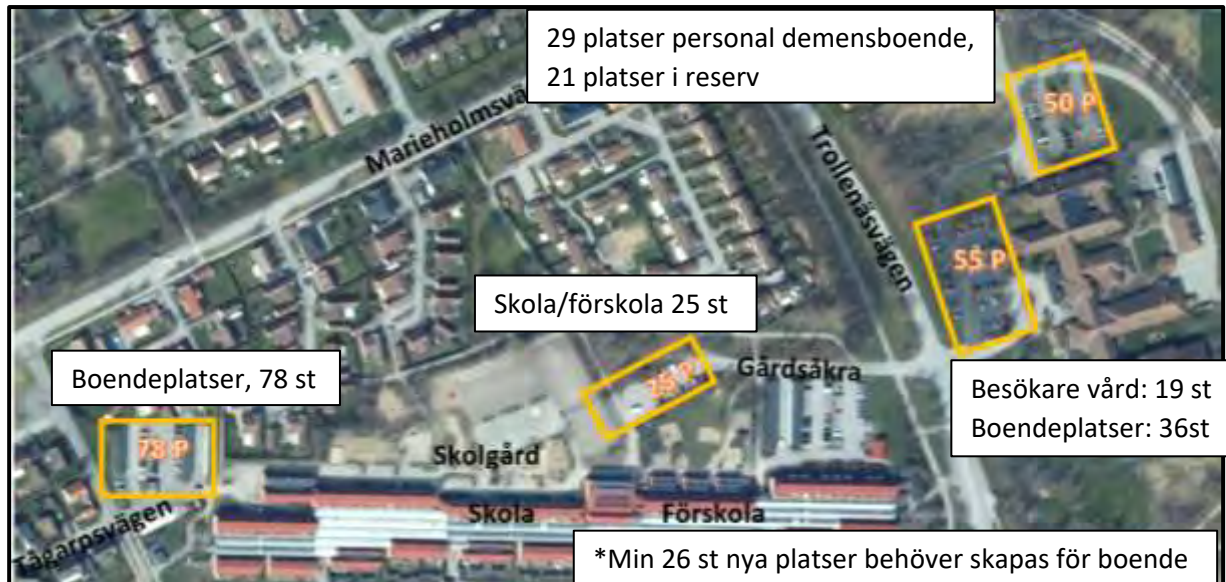 29 platser personal demensboende,
21 platser i reserv
50 P
Marieholmsvä
Trollenäsvägen
55 P
Skola/förskola 25 st
Gårdsåkra
25 P
Boendeplatser, 78 st
Besökare vård: 19 st
Boendeplatser: 36st
78 P
Skolgård
Skola
Förskola
Tågarpsvägen
*Min 26 st nya platser behöver skapas för boende